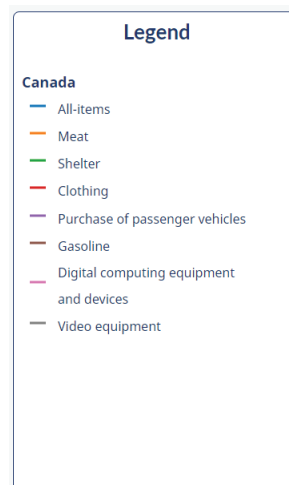 Legend
Canada
All-items
Meat
Shelter
Clothing
Purchase of passenger vehicles
Gasoline
Digital computing equipment
and devices
Video equipment